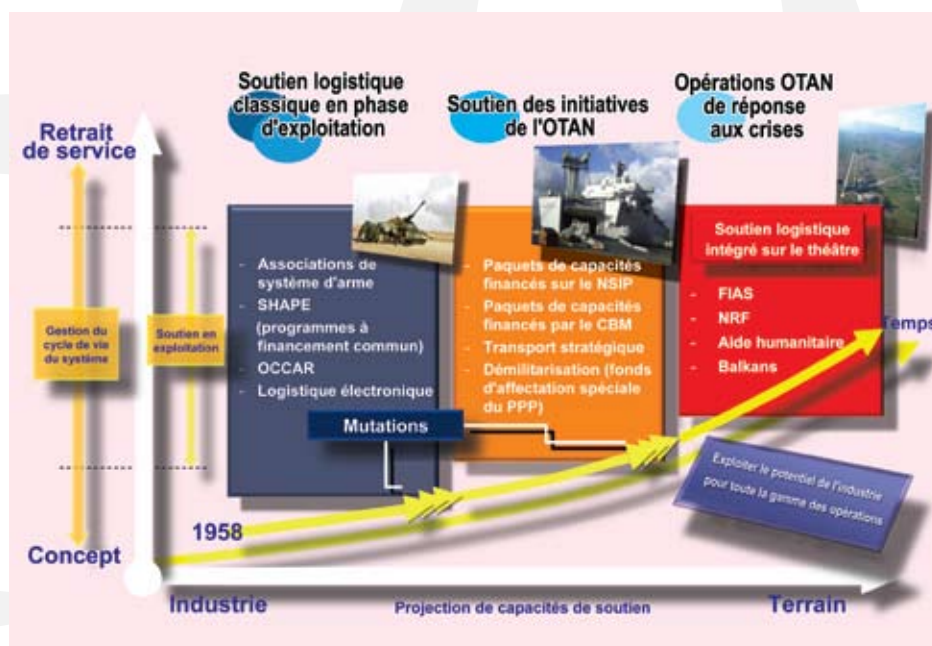 Soutien logistique
classique en phase
d'exploitation
Soutien des initiatives
de l'OTAN
Opérations OTAN
de réponse
aux crises
Retrait
de service
Gestion du
cycle de vie
du système
Soutien en
exploitation
Concept
- Associations de
système d'arme
- SHAPE
(programmes à
financement commun)
- OCCAR
- Logistique électronique
- Paquets de capacités
financés sur le NSIP
- Paquets de capacités
financés par le CBM
- Transport stratégique
- Démilitarisation (fonds
d'affectation spéciale
du PPP)
Soutien logistique
intégré sur le théâtre
- FIAS
- NRF
- Aide humanitaire
- Balkans
Temps
Mutations
Exploiter le potentiel de l'industrie
pour toute la gamme des opérations
1958
Industrie
Projection de capacités de soutien
Terrain